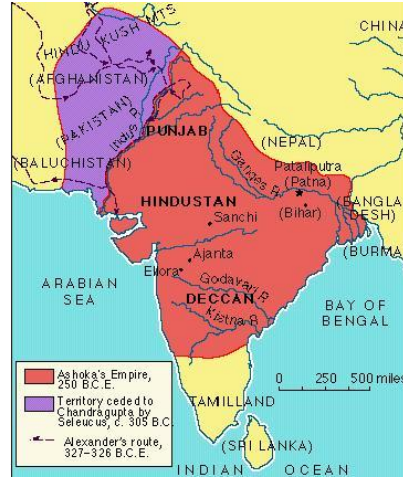 HINDU KUSH MTS
CHINA
(AFGHANISTAN)
(PAKISTAN)
Indus R.
PUNJAB
(NEPAL)
(BALUCHISTAN)
Ganges R.
Pataliputra
(Patna)
HINDUSTAN
(Bihar)
(BANGLA
DESH)
Sanchi
(BURMA
Ajanta
ARABIAN
SEA
Ellora
Godavari R
DECCAN
BAY OF
BENGAL
Kistna R
Ashoka's Empire,
250 B.C.E.
Territory ceded to
Chandragupta by
Seleucus, c. 305 B.C.
Alexander's route,
327-326 B.C.E.
0 250 500 miles
TAMILLAND
(SRI LANKA)
INDIAN OCEAN